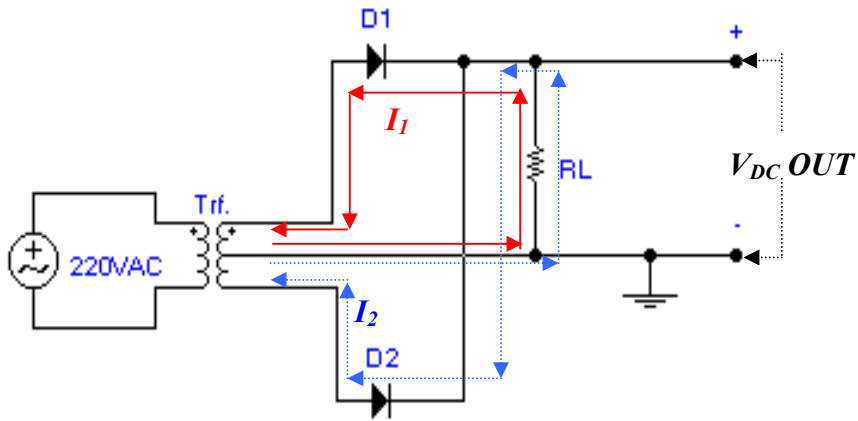 D1
+
I1
VDC OUT
RL
Trf.
220VAC
-
I2
D2